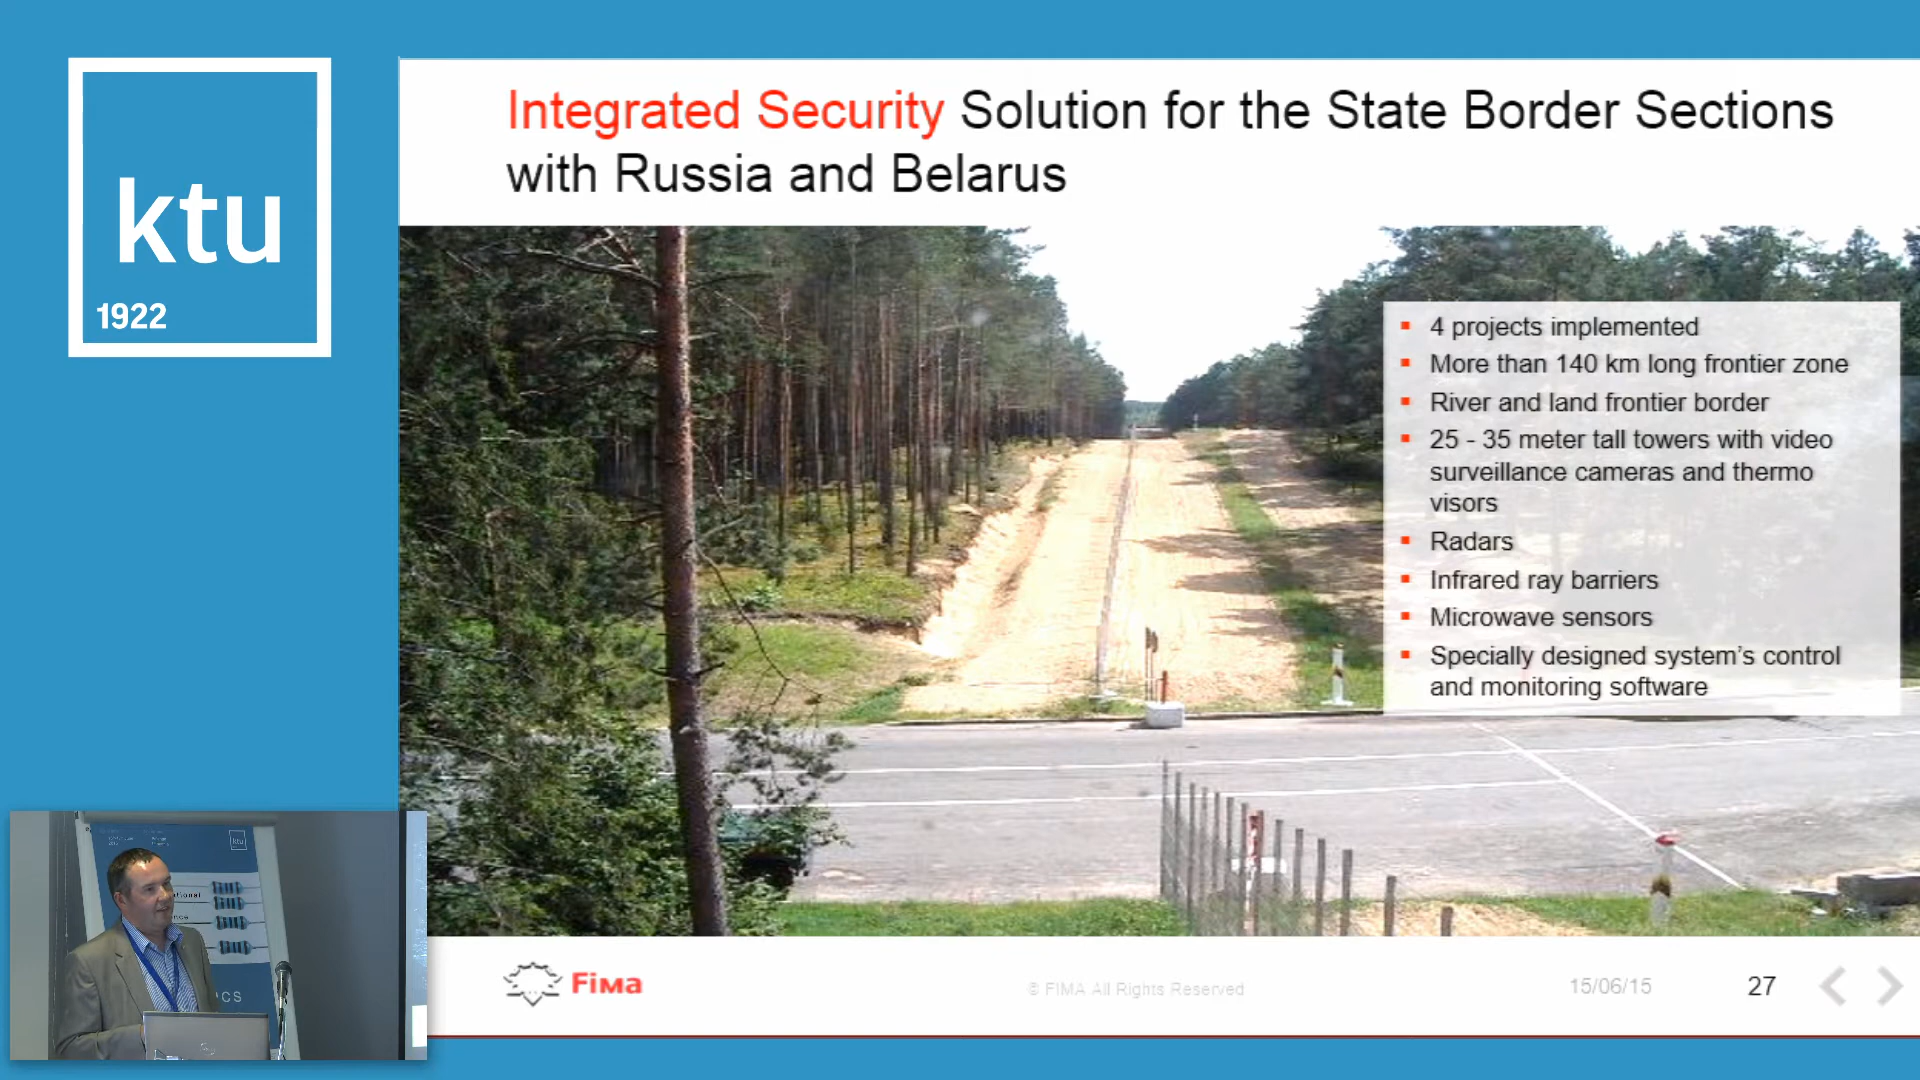 ktu
1922
Integrated Security Solution for the State Border Sections
with Russia and Belarus
4 projects implemented
More than 140 km long frontier zone
River and land frontier border
25 - 35 meter tall towers with video
surveillance cameras and thermo
visors
Radars
Infrared ray barriers
Microwave sensors
Specially designed system's control
and monitoring software
ktu
FIMA
© FIMA All Rights Reserved
15/06/15
27